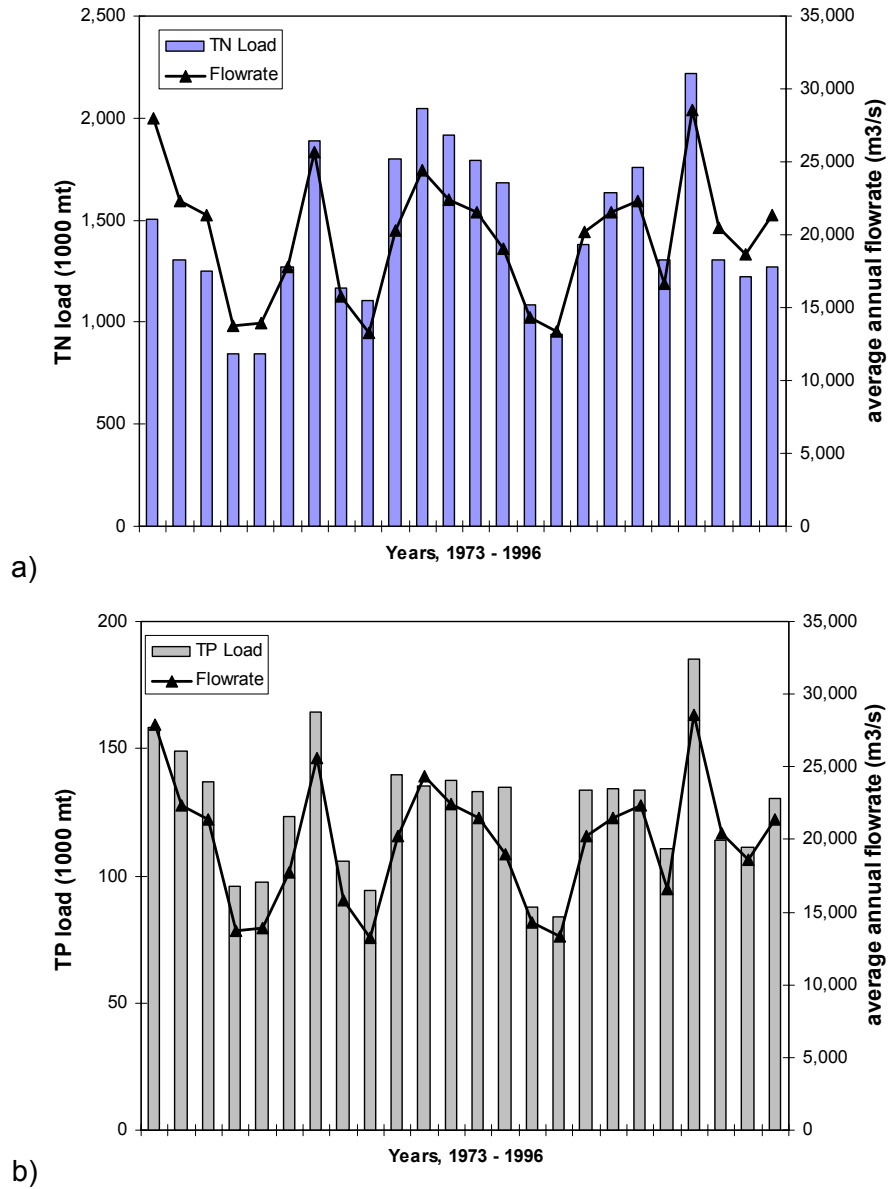 2,500
2,000
1,500
1,000
500
0
TN load (1000 mt)
TN Load
Flowrate
35,000
30,000
25,000
20,000
15,000
10,000
5,000
0
average annual flowrate (m3/s)
Years, 1973 - 1996
a)
200
150
100
50
0
TP load (1000 mt)
TP Load
Flowrate
35,000
30,000
25,000
20,000
15,000
10,000
5,000
0
average annual flowrate (m3/s)
Years, 1973 - 1996
b)